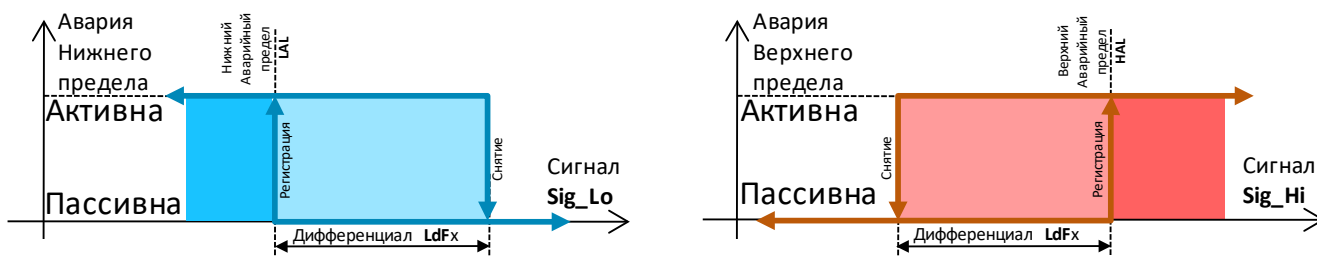 Авария
Нижнего
предела
Активна
Пассивна
Нижний
Аварийный
предел
LAL
Регистрация
Снятие
Сигнал
Sig_Lo
Дифференциал LdFx
Авария
Верхнего
предела
Активна
Пассивна
Верхний
Аварийный
предел
HAL
Снятие
Регистрация
Сигнал
Sig_Hi
Дифференциал LdFx